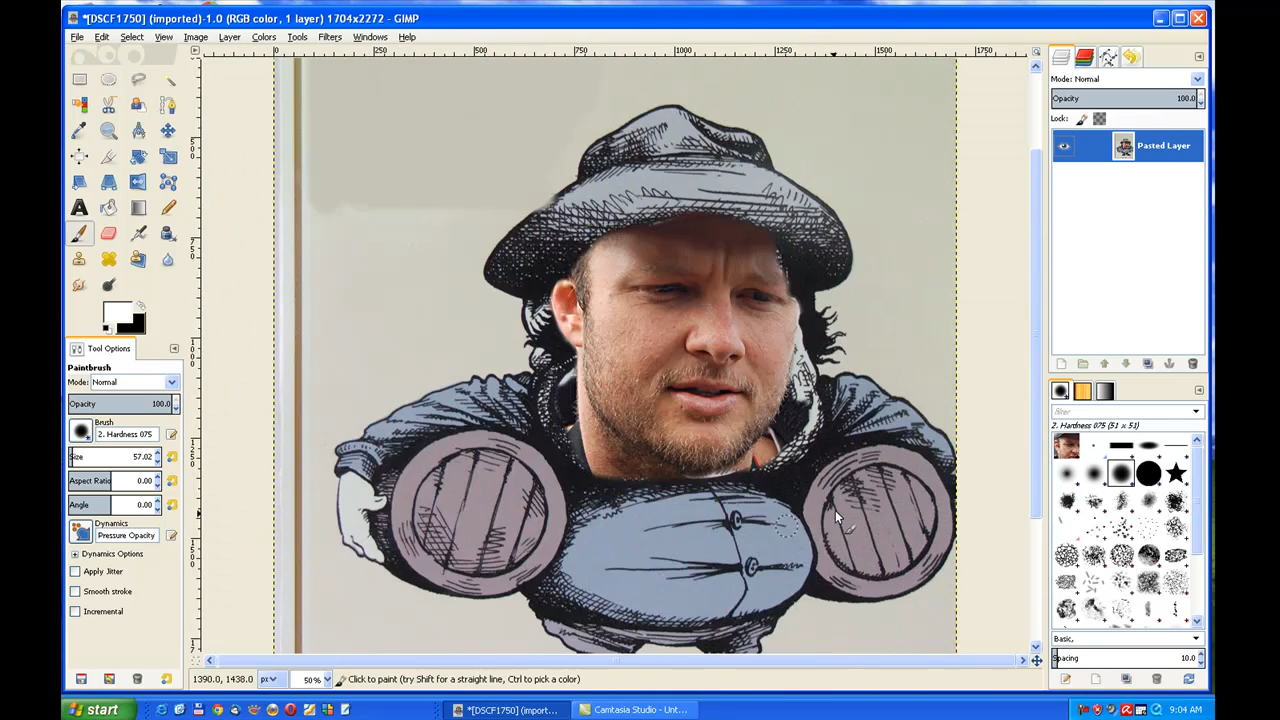 *[DSCF1750] (imported)-1.0 (RGB color, 1 layer) 1704x2272 – GIMP
File Edit Select View Image Layer Colors Tools Filters Windows Help
250 500 750 1000 1250 1500 1750
Mode: Normal
Opacity 100.0
Lock:
Pasted Layer
Tool Options
Paintbrush
Mode: Normal
Opacity 100.0
Brush
2. Hardness 075
Size 57.02
Aspect Ratio 0.00
Angle 0.00
Dynamics
Pressure Opacity
Dynamics Options
Apply Jitter
Smooth stroke
Incremental
filter
2. Hardness 075 (51 x 51)
Basic,
Spacing 10.0
1390.0, 1438.0 px 50% Click to paint (try Shift for a straight line, Ctrl to pick a color)
start *[DSCF1750] (import... Camtasia Studio - Unt... 9:04 AM